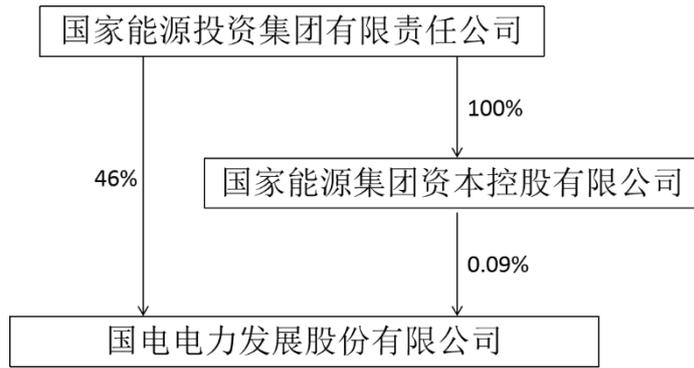 国家能源投资集团有限责任公司
100%
46%
国家能源集团资本控股有限公司
0.09%
国电电力发展股份有限公司